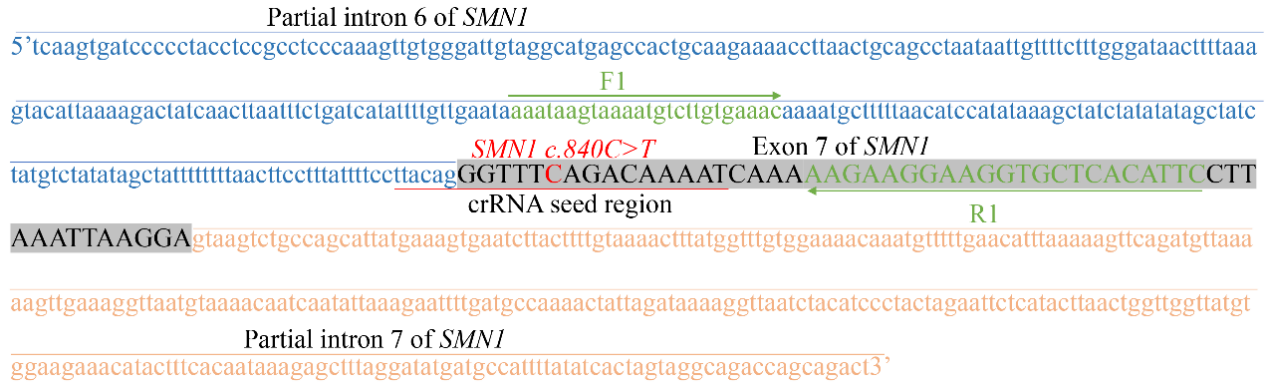 Partial intron 6 of SMN1
5’tcaagtgatccccctacctccgcctcccaaagttgtgggattgtaggcatgagccactgcaagaaaaccttaactgcagcctaataattgttttctttgggataacttttaaa
F1
gtacattaaaagactatcaacttaatttctgatcatattttgttgaataaaataagtaaaatgtcttgtgaaacaaaatgctttttaacatccatataaagctatctatatatagctatc
SMN1 c.840C>T Exon 7 of SMN1
tatgtctatatagctattttttttaacttcctttattttccttacagGGTTTCAGACAAAATCAAAAAGAAGGAAGGTGCTCACATTCCTT
crRNA seed region
R1
AAATTAAGGAgtaagtctgccagcattatgaaagtgaatcttacttttgtaaaactttatggtttgtggaaaacaaatgtttttgaacatttaaaaagttcagatgttaaa
aagttgaaaggttaatgtaaaacaatcaatattaaagaattttgatgccaaaactattagataaaaggttaatctacatccctactagaattctcatacttaactggttggttatgt
Partial intron 7 of SMN1
ggaagaaacatactttcacaataaagagctttaggatatgatgccattttatatcactagtaggcagaccagcagact3’